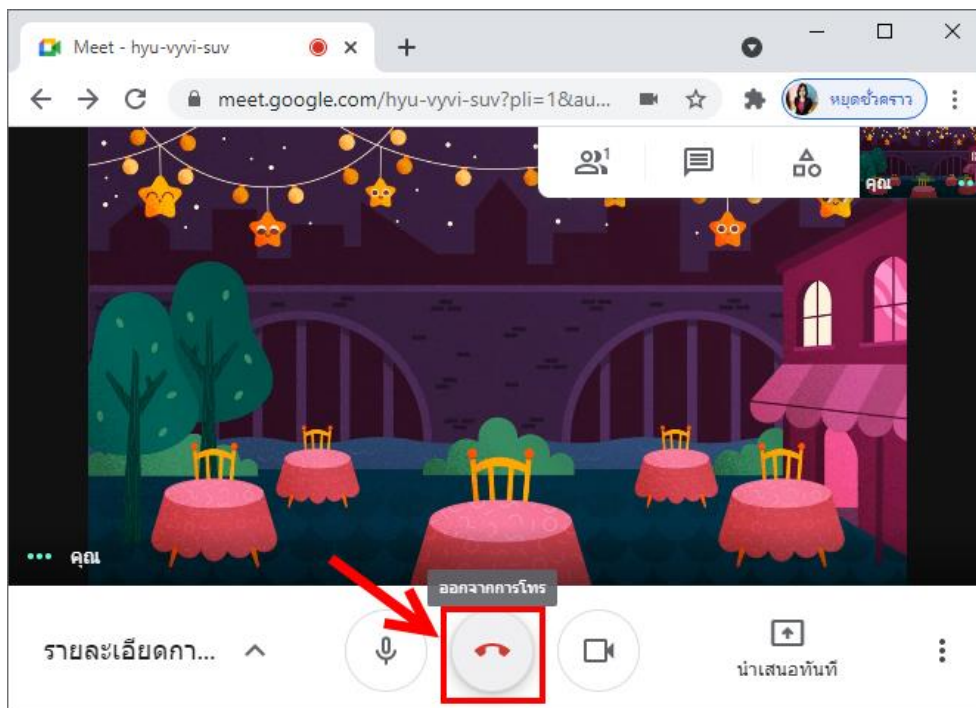 Meet - hyu-vyvi-suv
meet.google.com/hyu-vyvi-suv?pli=1&au...
หยุดชั่วคราว
1
คุณ
คุณ
ออกจากการโทร
รายละเอียดกา...
นำเสนอทันที